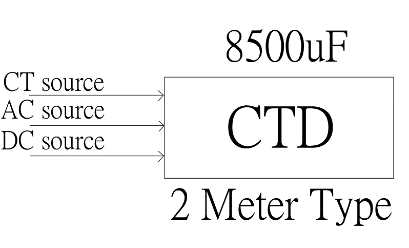 8500uF
CT source
AC source
DC source
CTD
2 Meter Type